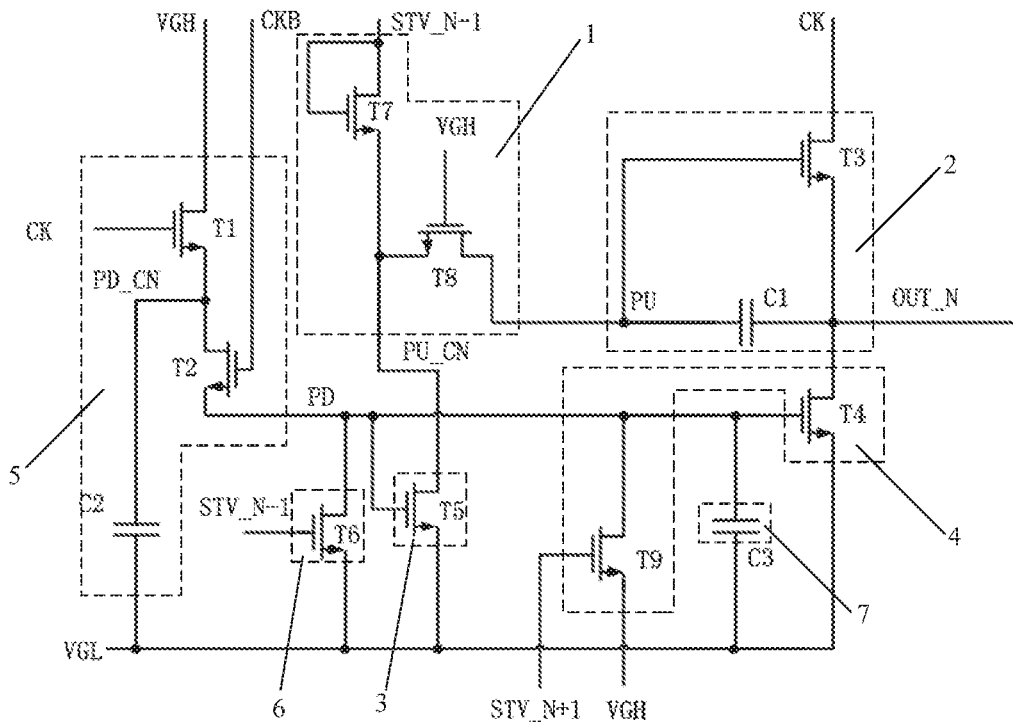 VGH
CKB
STV_N-1
CK
1
T7
VGH
T3
2
CK
T1
T8
PD_CN
PU
C1
OUT_N
T2
PU_CN
PD
T4
5
C2
STV_N-1
T6
T5
T9
C3
4
7
VGL
6
3
STV_N+1
VGH